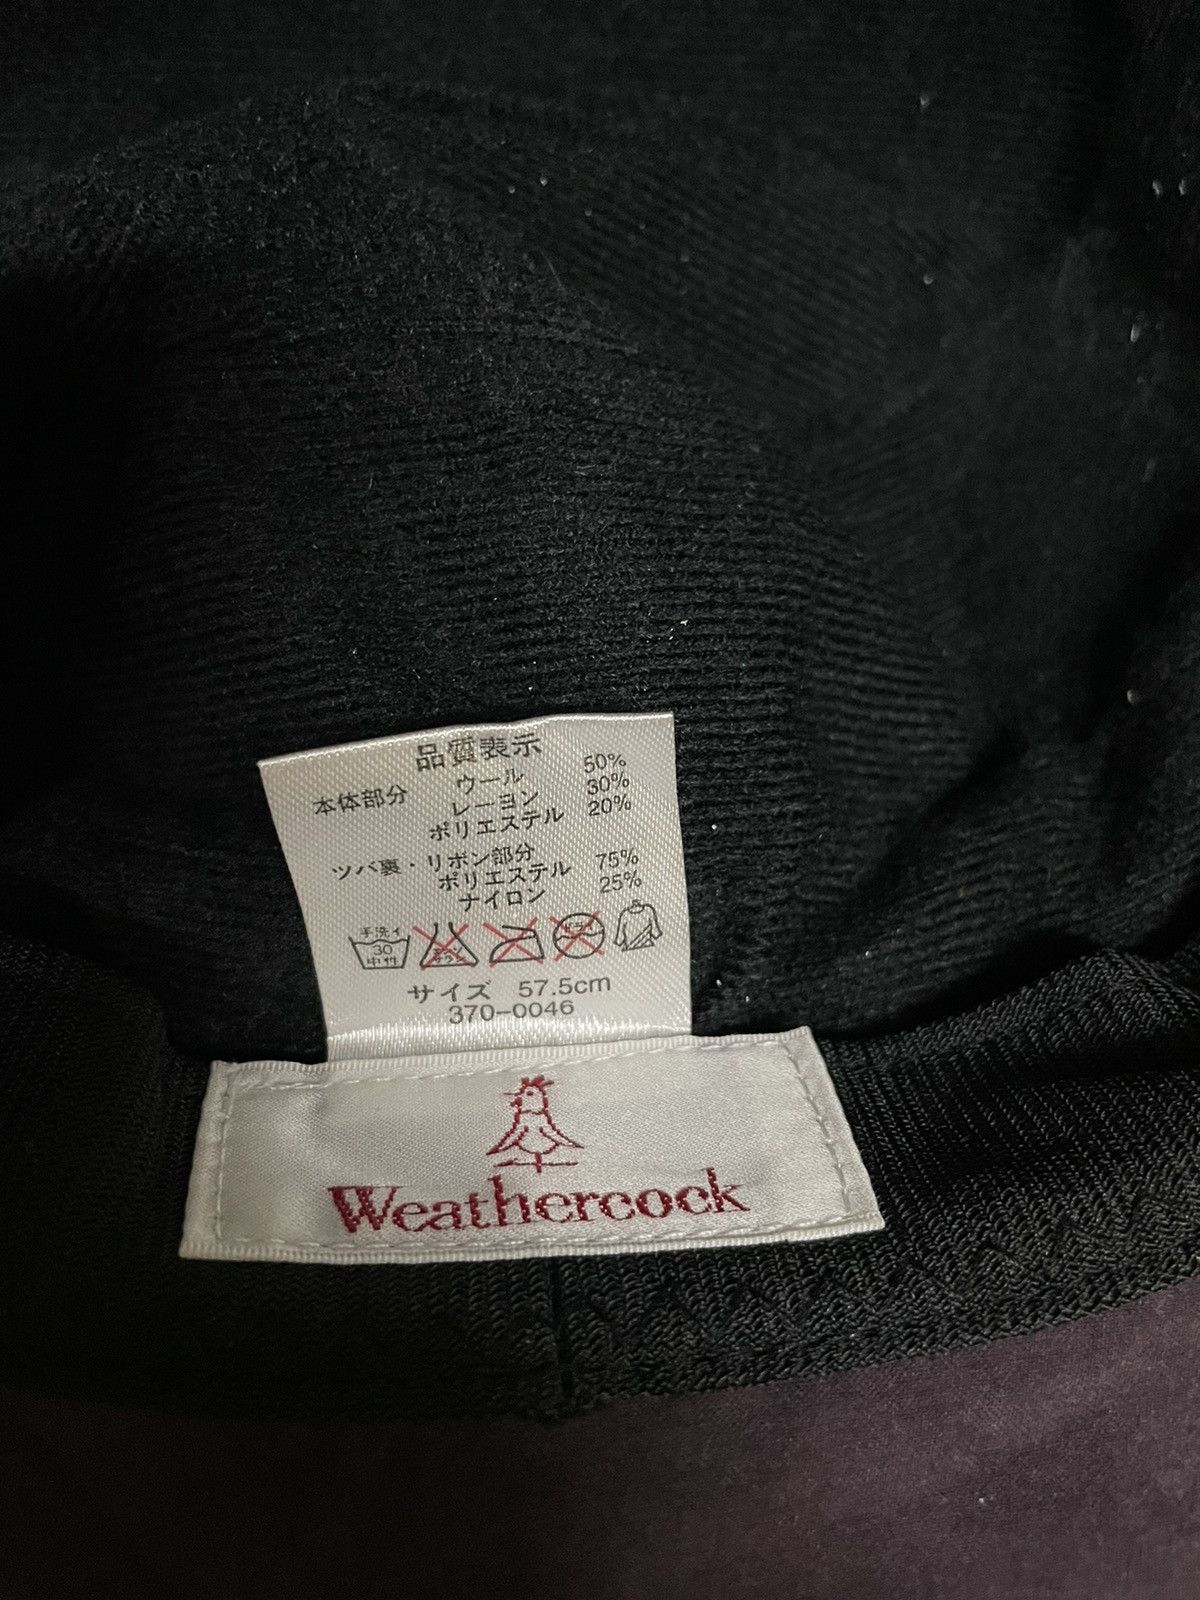 品質表示
本体部分 ウール 50%
レーヨン 30%
ポリエステル 20%
ツバ裏・リボン部分
ポリエステル 75%
ナイロン 25%
手洗イ
30
中性
サイズ 57.5cm
370-0046
Weathercock